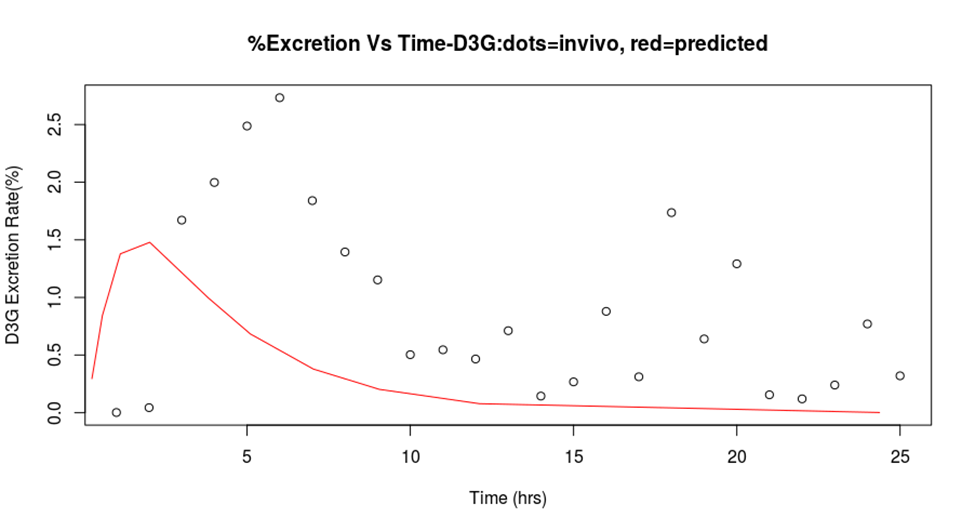 %Excretion Vs Time-D3G:dots=invivo, red=predicted
D3G Excretion Rate(%)
2.5
2.0
1.5
1.0
0.5
0.0
5 10 15 20 25
Time (hrs)